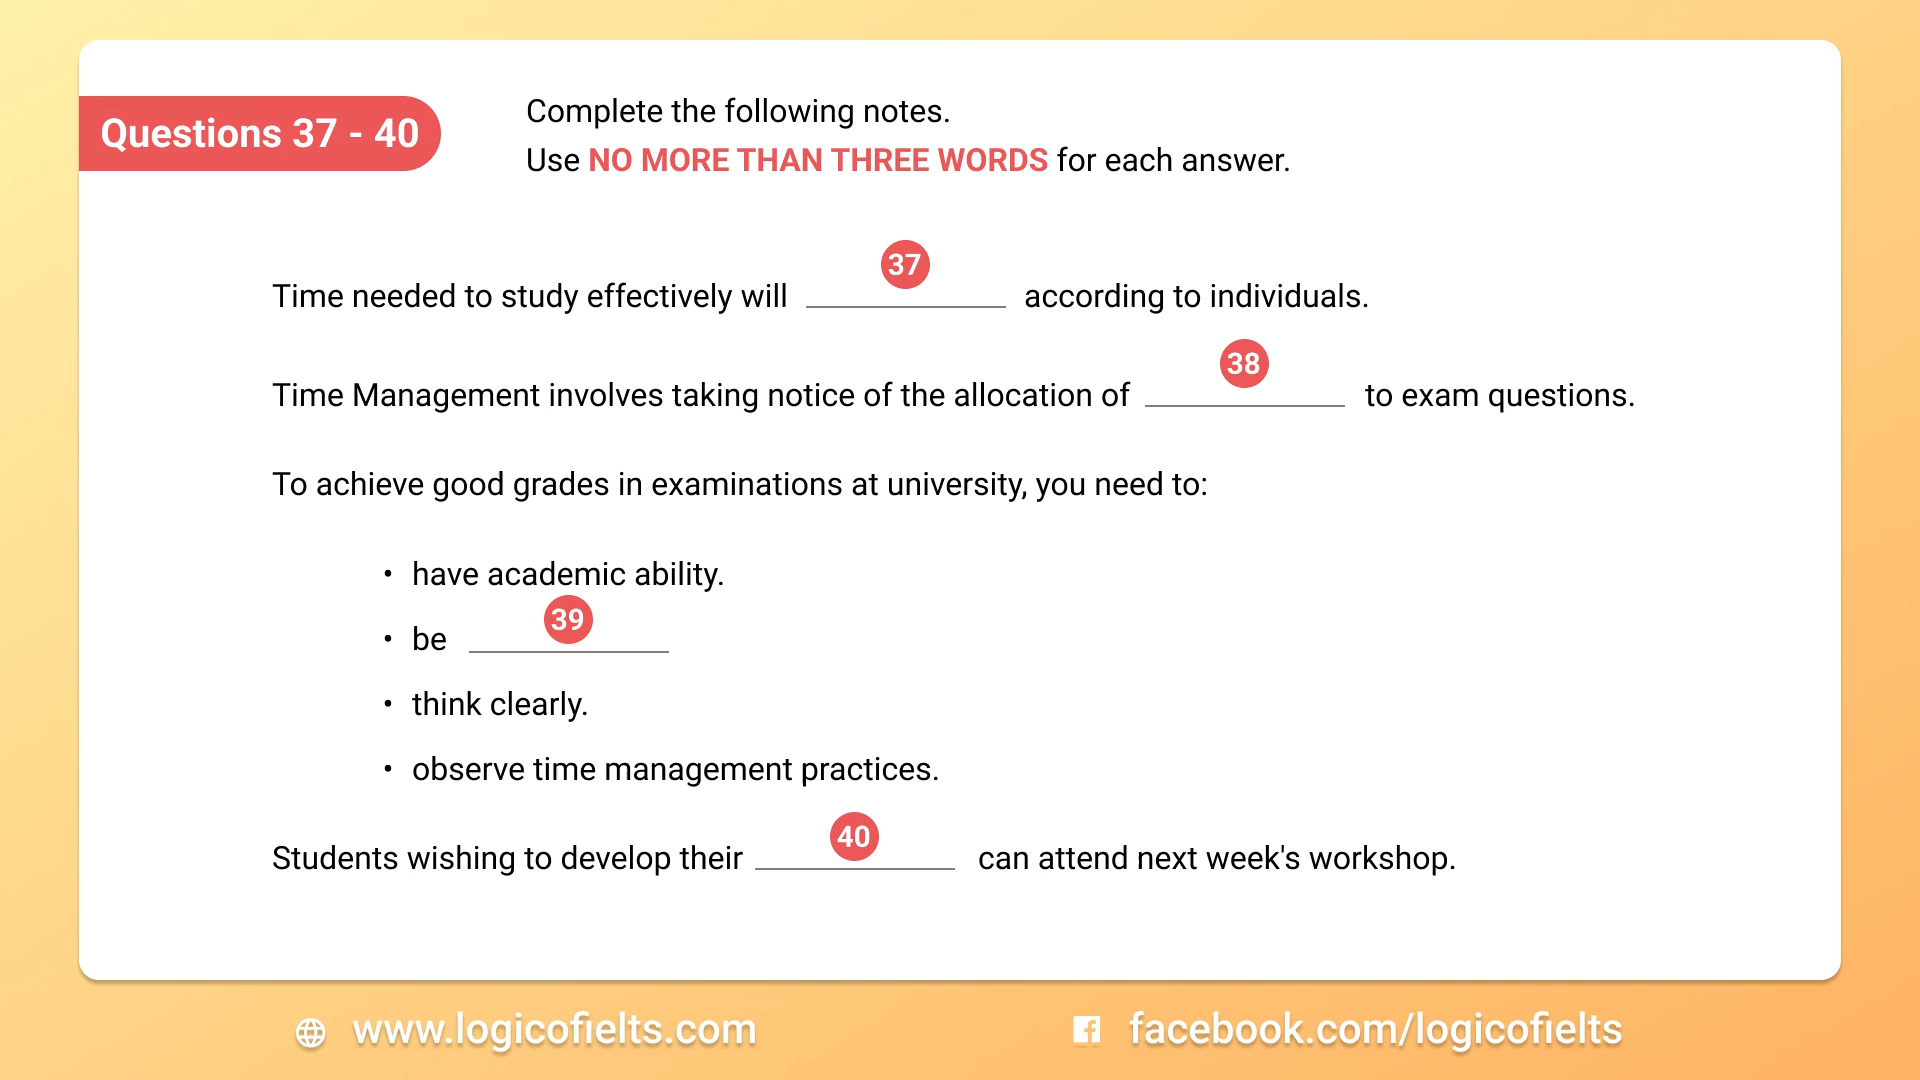 Questions 37 - 40
Complete the following notes.
Use NO MORE THAN THREE WORDS for each answer.
37
Time needed to study effectively will ____________ according to individuals.
38
Time Management involves taking notice of the allocation of ____________ to exam questions.
To achieve good grades in examinations at university, you need to:
• have academic ability.
39
• be ____________
• think clearly.
• observe time management practices.
40
Students wishing to develop their ____________ can attend next week's workshop.
www.logicofielts.com
facebook.com/logicofielts